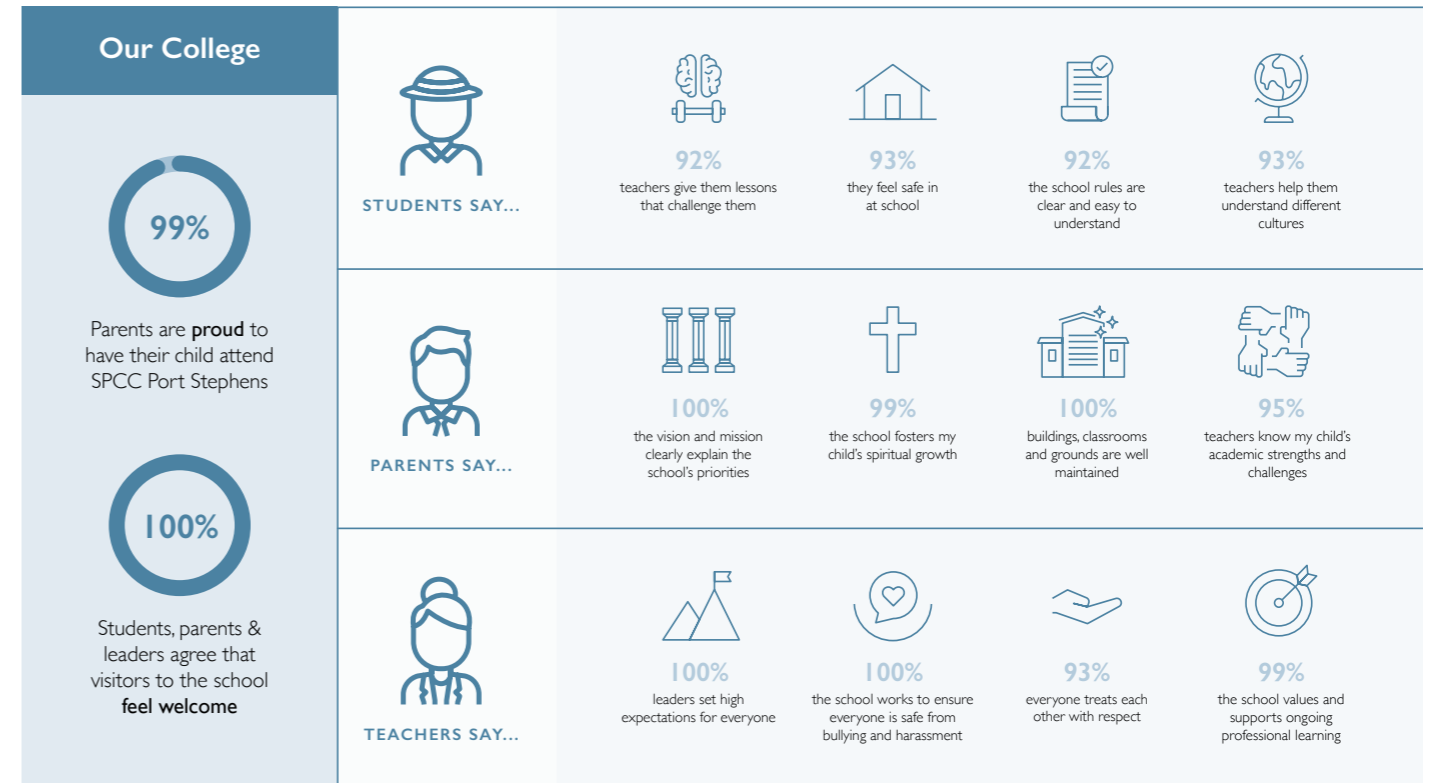 Our College
99%
Parents are proud to
have their child attend
SPCC Port Stephens
100%
Students, parents &
leaders agree that
visitors to the school
feel welcome
STUDENTS SAY...
92%
teachers give them lessons
that challenge them
93%
they feel safe in
at school
92%
the school rules are
clear and easy to
understand
93%
teachers help them
understand different
cultures
PARENTS SAY...
100%
the vision and mission
clearly explain the
school's priorities
99%
the school fosters my
child's spiritual growth
100%
buildings, classrooms
and grounds are well
maintained
95%
teachers know my child's
academic strengths and
challenges
TEACHERS SAY...
100%
leaders set high
expectations for everyone
100%
the school works to ensure
everyone is safe from
bullying and harassment
93%
everyone treats each
other with respect
99%
the school values and
supports ongoing
professional learning